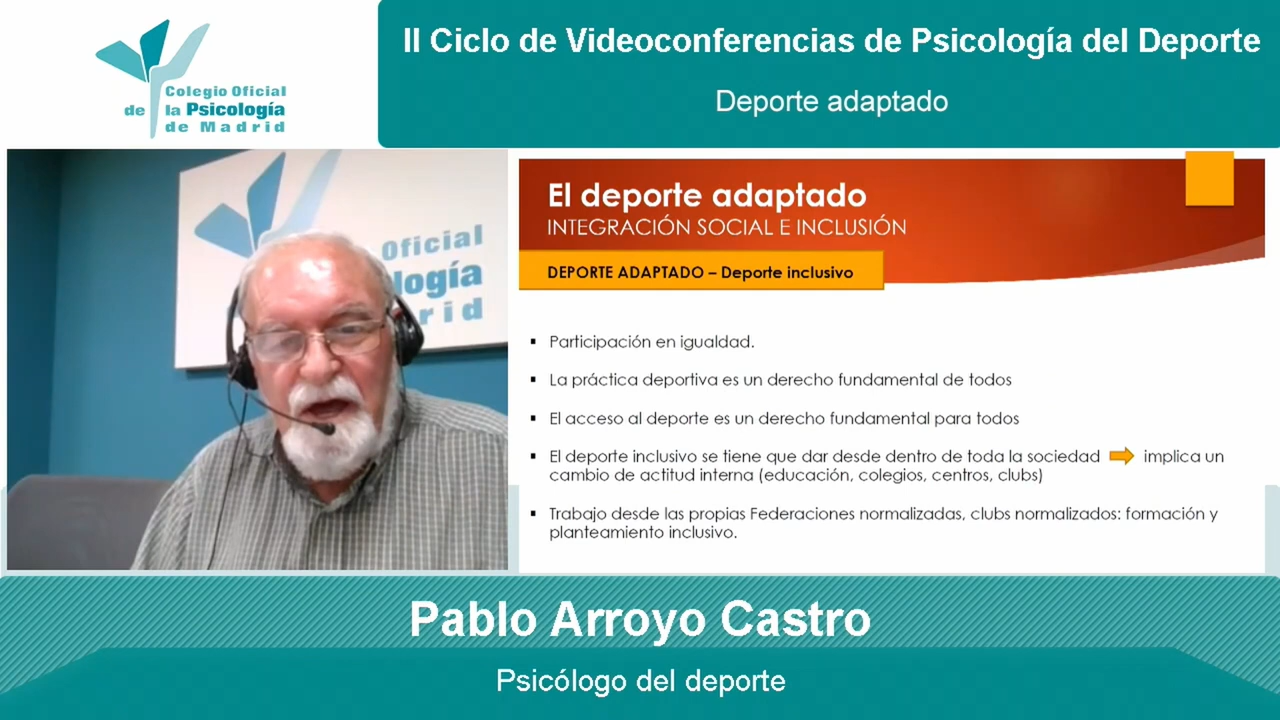 Colegio Oficial
de la Psicología
de Madrid
II Ciclo de Videoconferencias de Psicología del Deporte
Deporte adaptado
Oficial
logía
rid
El deporte adaptado
INTEGRACIÓN SOCIAL E INCLUSIÓN
DEPORTE ADAPTADO – Deporte inclusivo
▪ Participación en igualdad.
▪ La práctica deportiva es un derecho fundamental de todos
▪ El acceso al deporte es un derecho fundamental para todos
▪ El deporte inclusivo se tiene que dar desde dentro de toda la sociedad ➡ implica un
cambio de actitud interna (educación, colegios, centros, clubs)
▪ Trabajo desde las propias Federaciones normalizadas, clubs normalizados: formación y
planteamiento inclusivo.
Pablo Arroyo Castro
Psicólogo del deporte